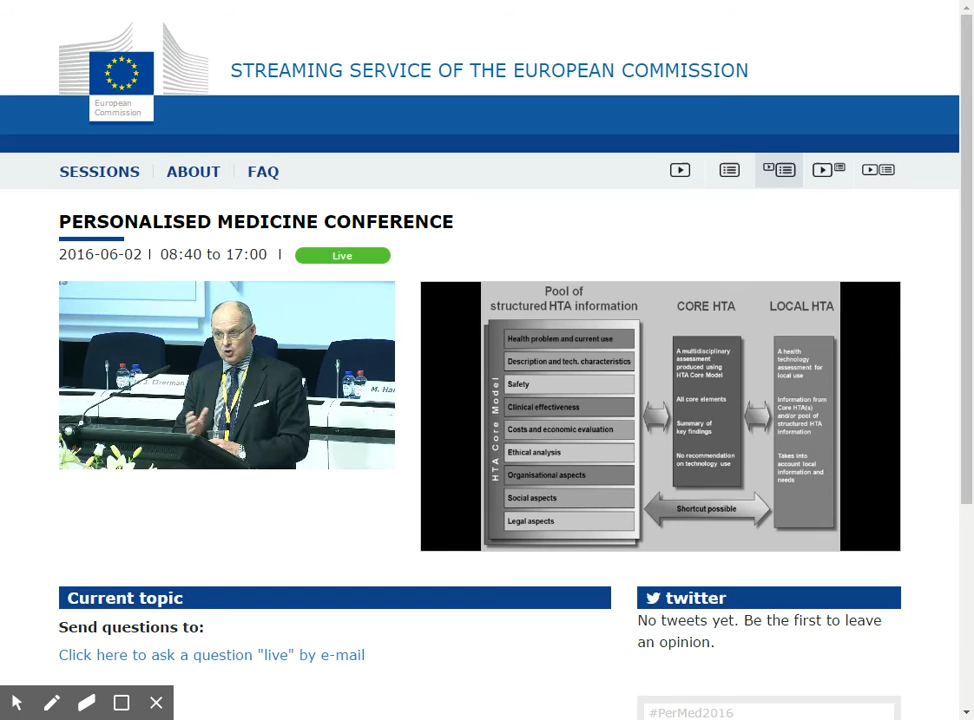 STREAMING SERVICE OF THE EUROPEAN COMMISSION
European
Commission
SESSIONS
ABOUT
FAQ
PERSONALISED MEDICINE CONFERENCE
2016-06-02 | 08:40 to 17:00 |
Live
Pool of
structured HTA information
CORE HTA
LOCAL HTA
HTA Core Model
Health problem and current use
Description and tech. characteristics
Safety
Clinical effectiveness
Costs and economic evaluation
Ethical analysis
Organisational aspects
Social aspects
Legal aspects
A multidisciplinary
assessment
produced using
HTA Core Model
All core elements
Summary of
key findings
No recommendation
on technology use
Shortcut possible
A health
technology
assessment for
local use
Information from
Core HTA(s)
and/or pool of
structured HTA
information
Takes into
account local
information and
needs
Current topic
Send questions to:
Click here to ask a question "live" by e-mail
twitter
No tweets yet. Be the first to leave
an opinion.
#PerMed2016